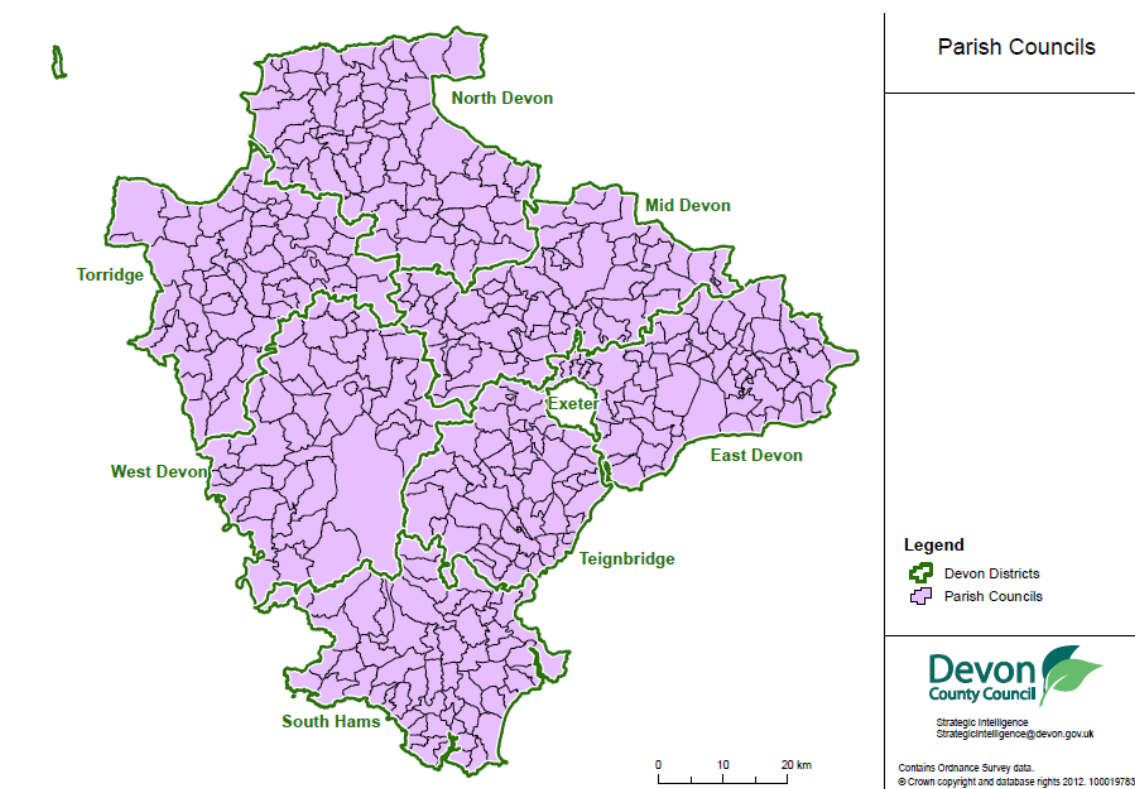 Parish Councils
North Devon
Mid Devon
Torridge
Exeter
West Devon
East Devon
Teignbridge
South Hams
0 10 20 km
Legend
Devon Districts
Parish Councils
Devon
County Council
Strategic Intelligence
StrategicIntelligence@devon.gov.uk
Contains Ordnance Survey data.
© Crown copyright and database rights 2012. 100019783